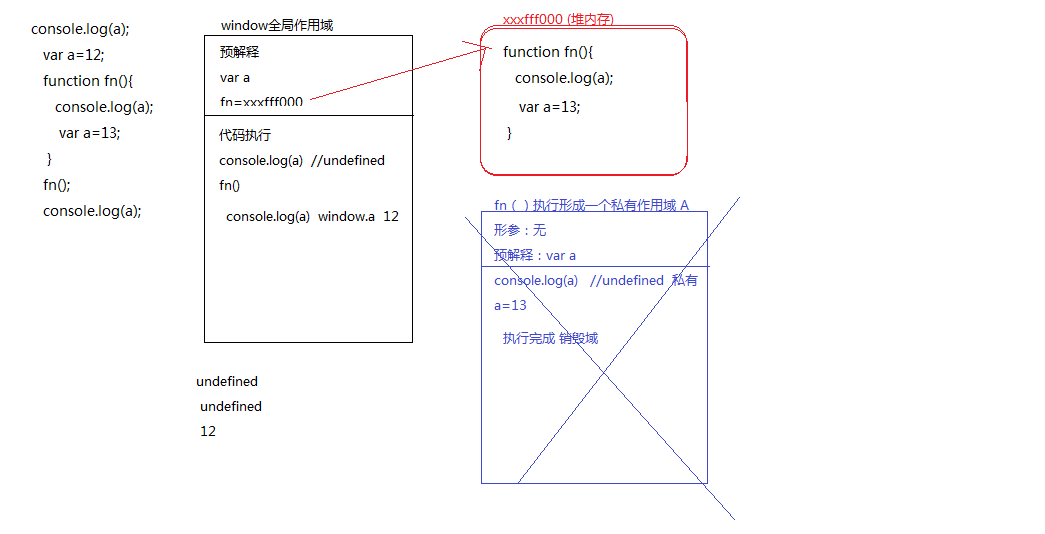 console.log(a);
var a=12;
function fn(){
console.log(a);
var a=13;
}
fn();
console.log(a);
window全局作用域
预解释
var a
fn=xxxfff000
代码执行
console.log(a) //undefined
fn()
console.log(a) window.a 12
undefined
undefined
12
xxxfff000 (堆内存)
function fn(){
console.log(a);
var a=13;
}
fn（ ）执行形成一个私有作用域 A
形参：无
预解释：var a
console.log(a) //undefined 私有
a=13
执行完成 销毁域